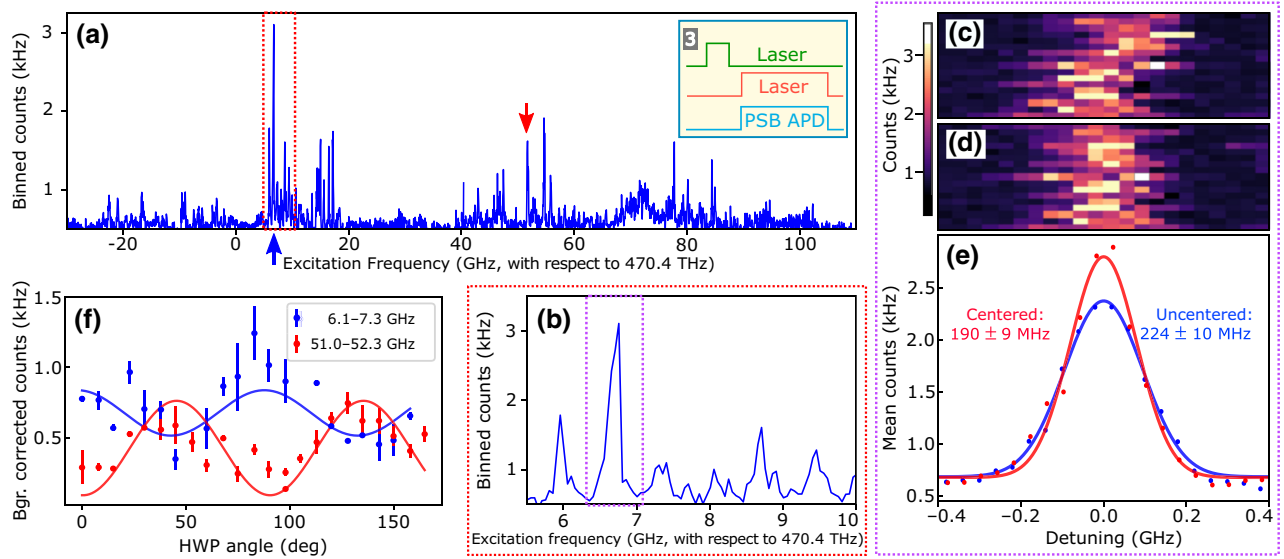 (a)
Binned counts (kHz)
3
2
1
-20
0
20
40
60
80
100
Excitation Frequency (GHz, with respect to 470.4 THz)
3
Laser
Laser
PSB APD
(c)
(d)
Counts (kHz)
3
2
1
(e)
Centered:
190 ± 9 MHz
Uncentered:
224 ± 10 MHz
Mean counts (kHz)
2.5
2.0
1.5
1.0
0.5
−0.4
−0.2
0.0
0.2
0.4
Detuning (GHz)
(f)
6.1–7.3 GHz
51.0–52.3 GHz
Bgr. corrected counts (kHz)
1.5
1.0
0.5
0
50
100
150
HWP angle (deg)
(b)
Binned counts (kHz)
3
2
1
6
7
8
9
10
Excitation frequency (GHz, with respect to 470.4 THz)